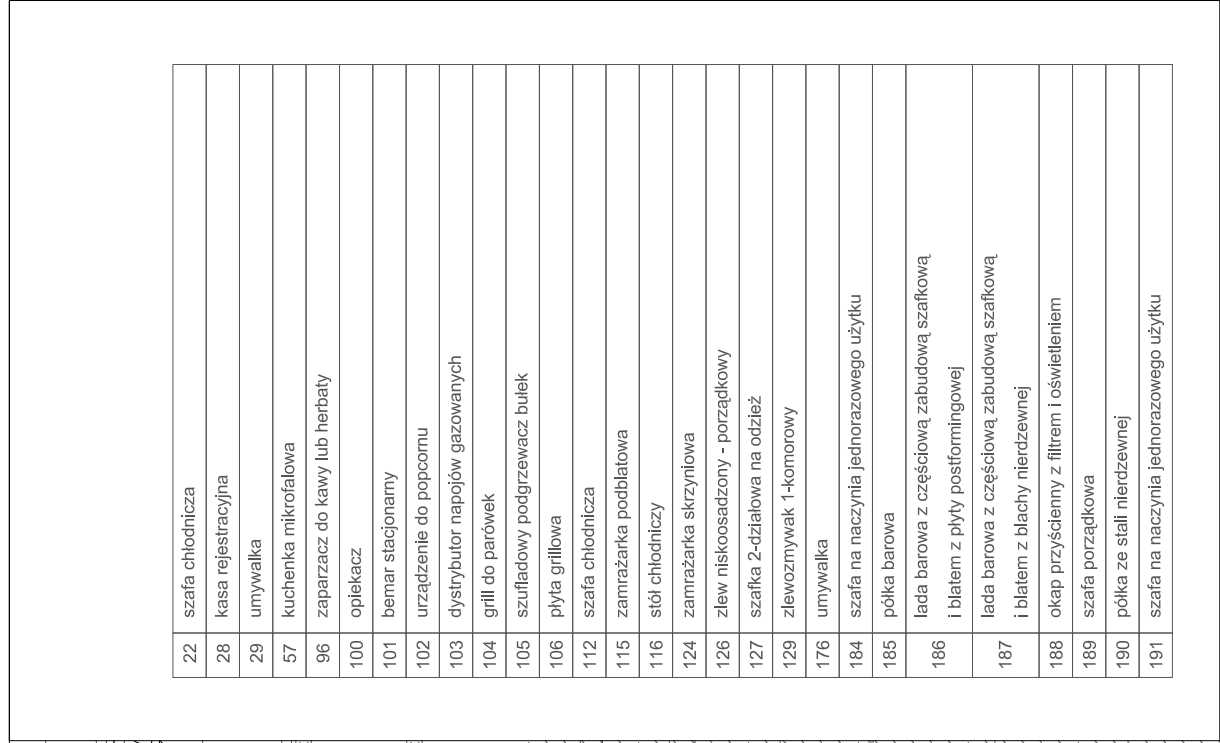 22 szafa chłodnicza
28 kasa rejestracyjna
29 umywalka
57 kuchenka mikrofalowa
96 zaparzacz do kawy lub herbaty
100 opiekacz
101 bemar stacjonarny
102 urządzenie do popcornu
103 dystrybutor napojów gazowanych
104 grill do parówek
105 szufladowy podgrzewacz bułek
106 płyta grillowa
112 szafa chłodnicza
115 zamrażarka podblatowa
116 stół chłodniczy
124 zamrażarka skrzyniowa
126 zlew niskoosadzony - porządkowy
127 szafka 2-działowa na odzież
129 zlewozmywak 1-komorowy
176 umywalka
184 szafa na naczynia jednorazowego użytku
185 półka barowa
186 lada barowa z częściową zabudową szafkową
i blatem z płyty postformingowej
187 lada barowa z częściową zabudową szafkową
i blatem z blachy nierdzewnej
188 okap przyścienny z filtrem i oświetleniem
189 szafa porządkowa
190 półka ze stali nierdzewnej
191 szafa na naczynia jednorazowego użytku